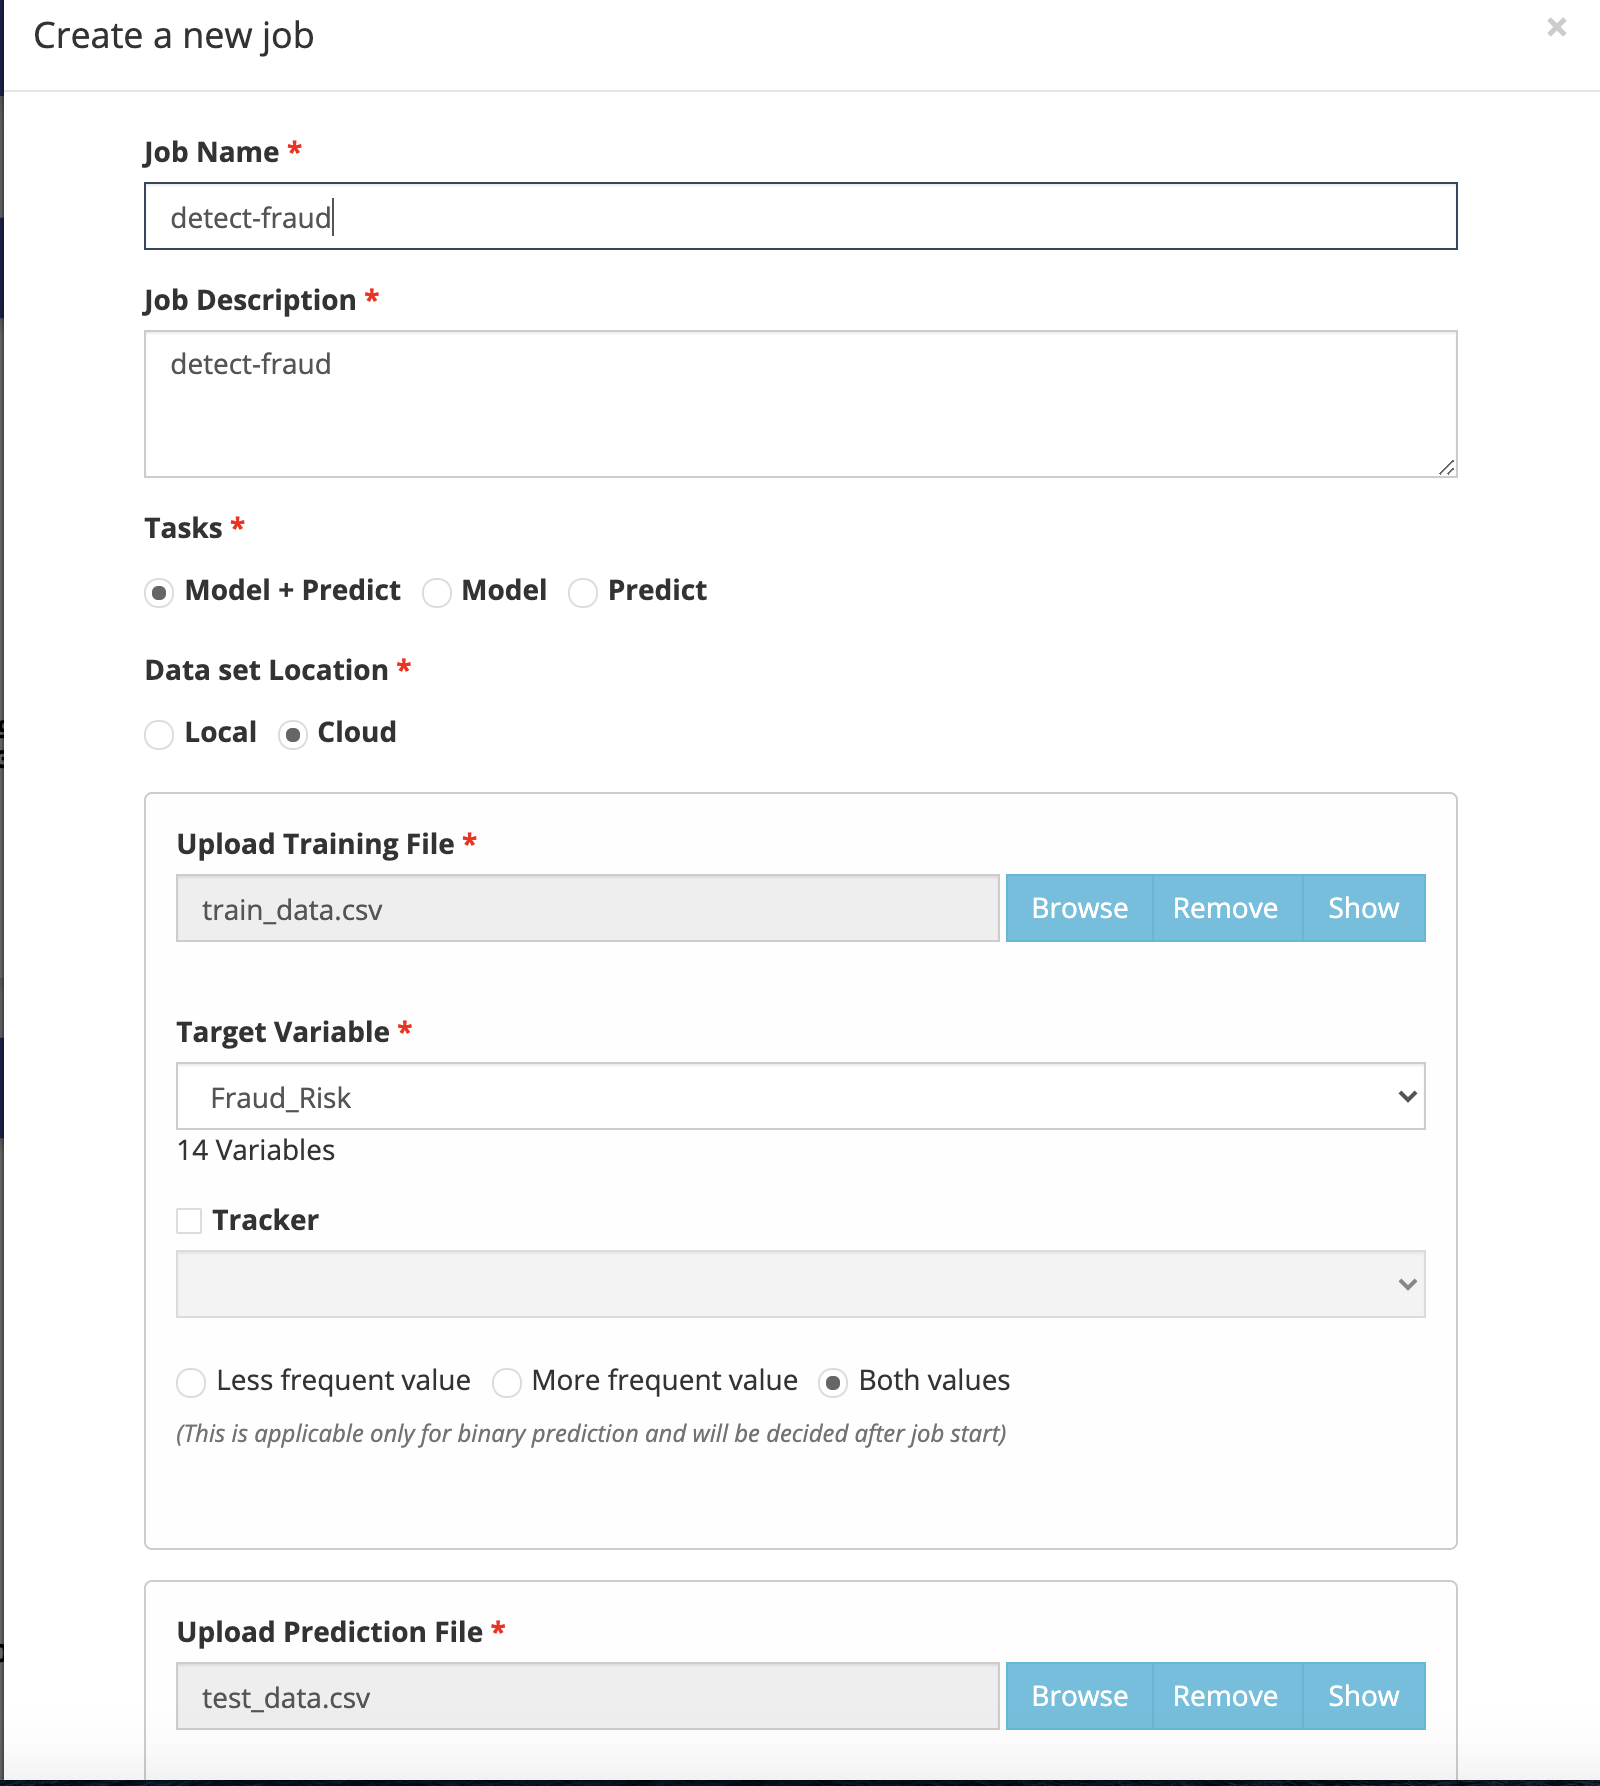 Create a new job ×
Job Name *
detect-fraud
Job Description *
detect-fraud
Tasks *
Model + Predict Model Predict
Data set Location *
Local Cloud
Upload Training File *
train_data.csv Browse Remove Show
Target Variable *
Fraud_Risk
14 Variables
Tracker
Less frequent value More frequent value Both values
(This is applicable only for binary prediction and will be decided after job start)
Upload Prediction File *
test_data.csv Browse Remove Show